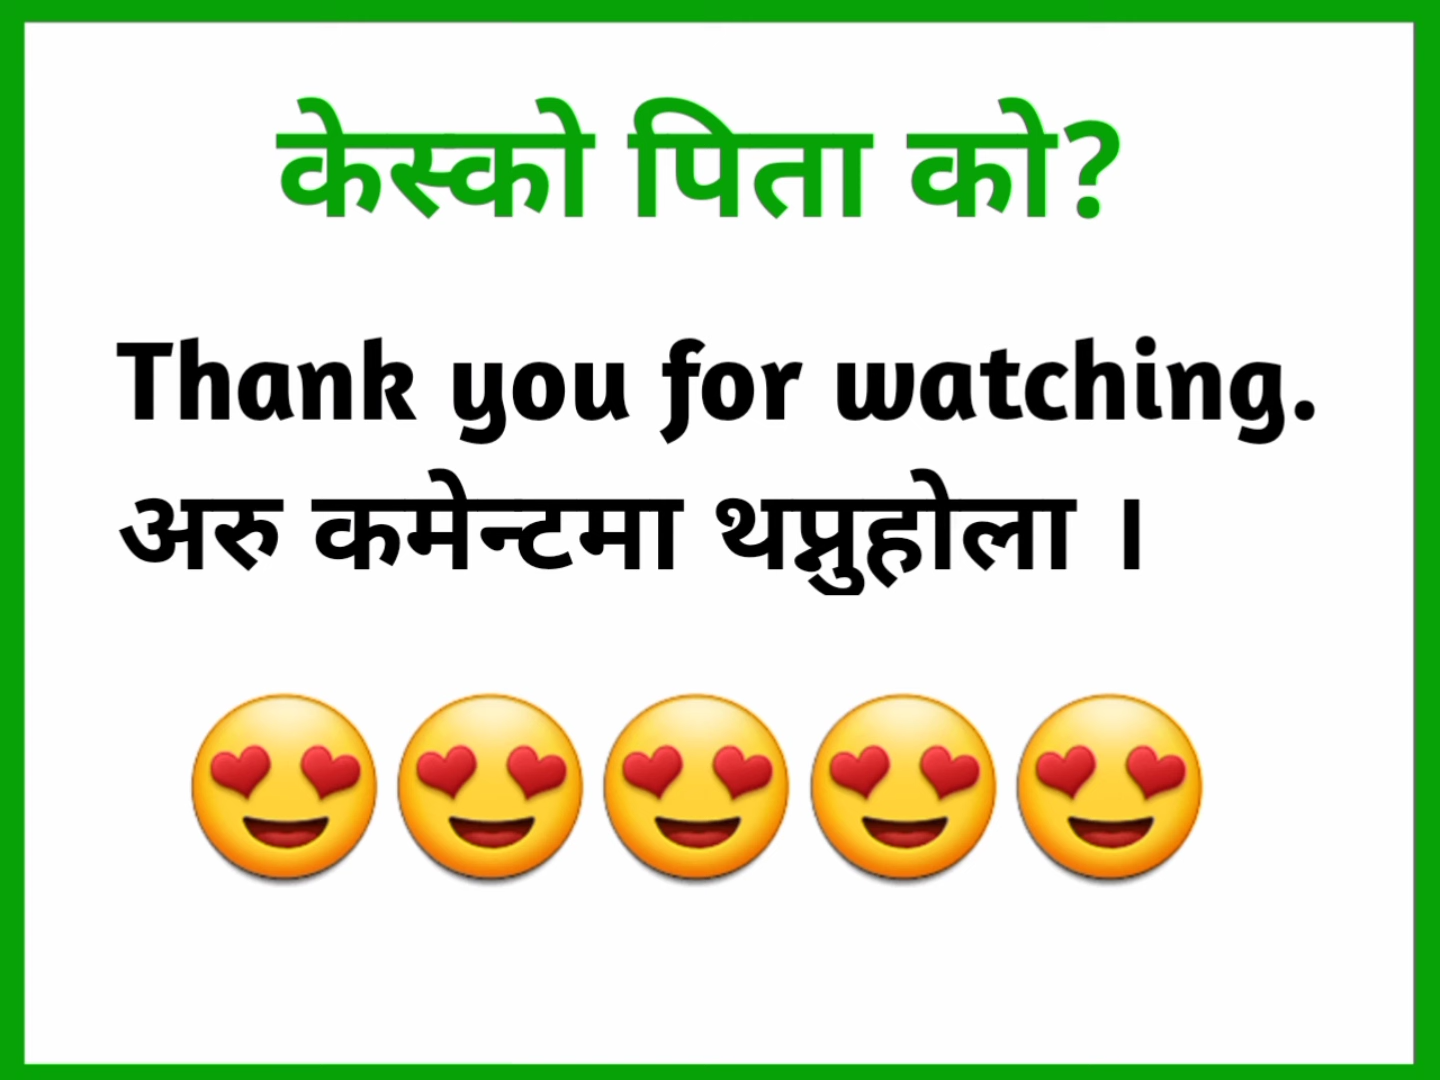 केस्को पिता को?
Thank you for watching.
अरु कमेन्टमा थप्नुहोला ।